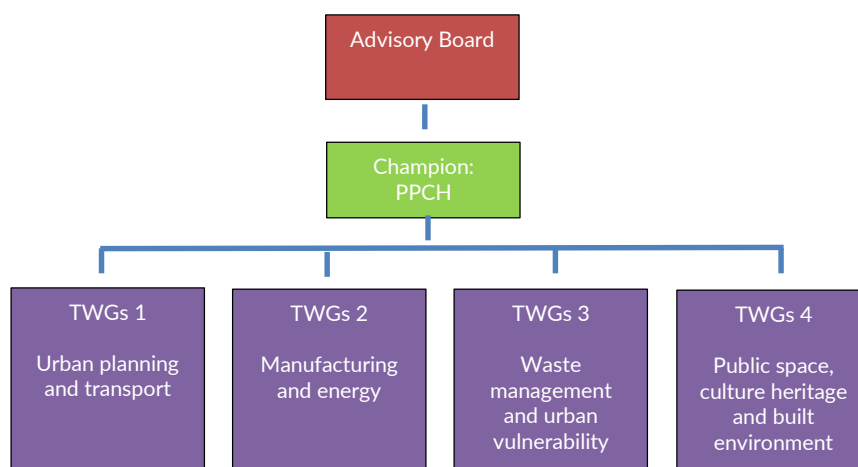 Advisory Board
Champion:
PPCH
TWGs 1
Urban planning
and transport
TWGs 2
Manufacturing
and energy
TWGs 3
Waste
management
and urban
vulnerability
TWGs 4
Public space,
culture heritage
and built
environment